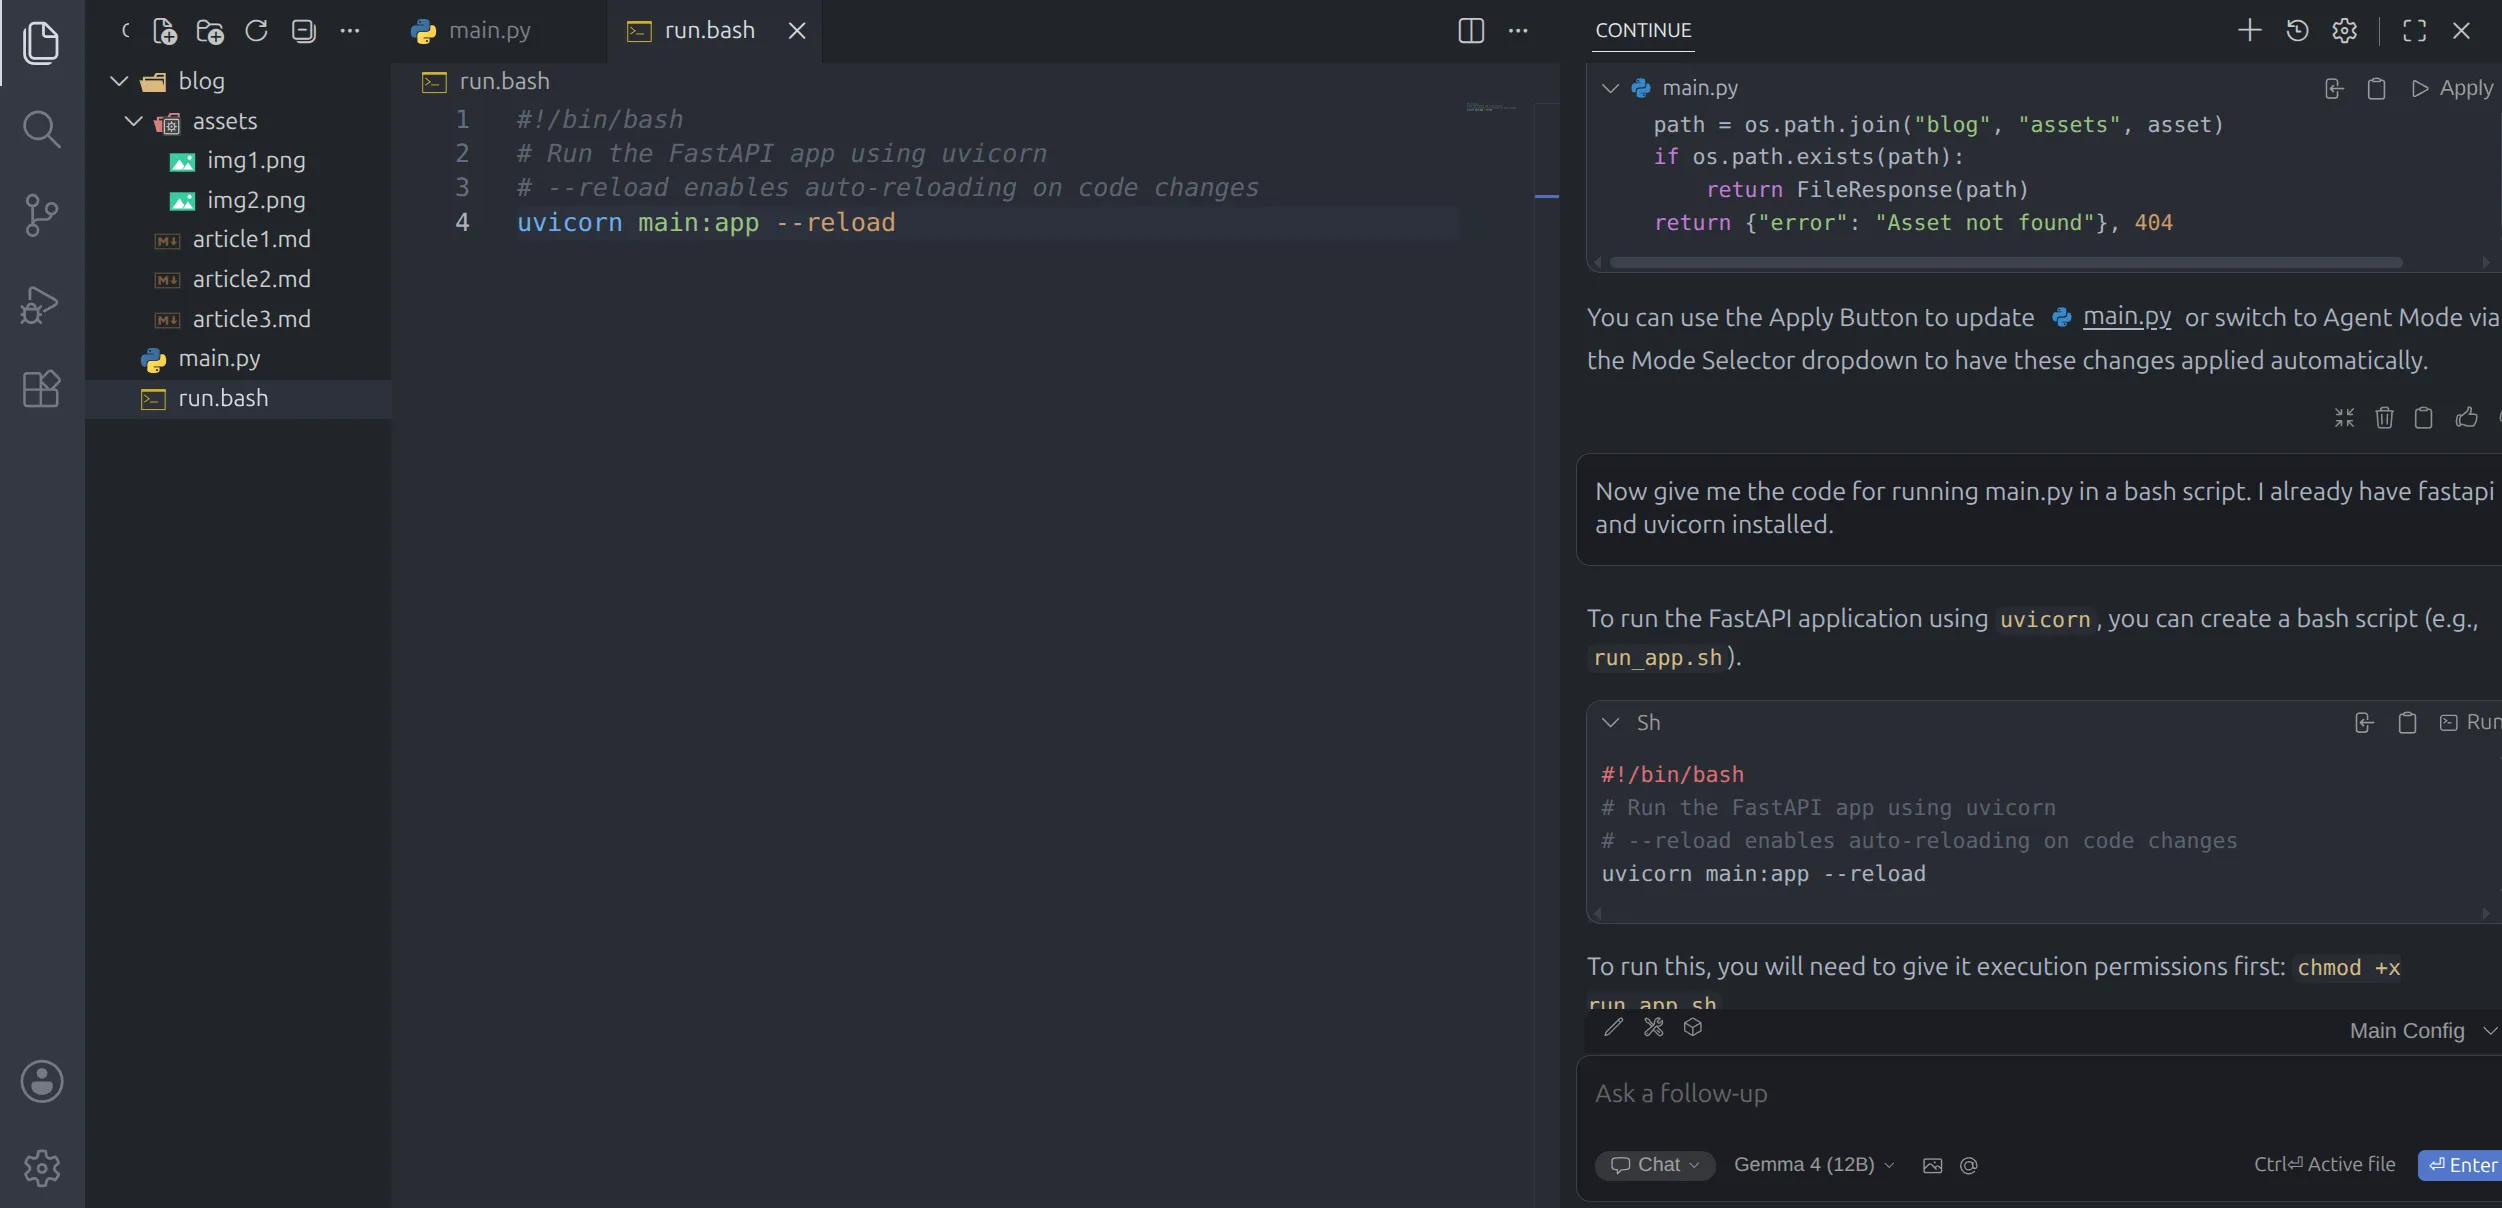 blog
assets
img1.png
img2.png
article1.md
article2.md
article3.md
main.py
run.bash
main.py
run.bash
run.bash
1 #!/bin/bash
2 # Run the FastAPI app using uvicorn
3 # --reload enables auto-reloading on code changes
4 uvicorn main:app --reload
CONTINUE
main.py
Apply
path = os.path.join("blog", "assets", asset)
if os.path.exists(path):
return FileResponse(path)
return {"error": "Asset not found"}, 404
You can use the Apply Button to update main.py or switch to Agent Mode via
the Mode Selector dropdown to have these changes applied automatically.
Now give me the code for running main.py in a bash script. I already have fastapi
and uvicorn installed.
To run the FastAPI application using uvicorn, you can create a bash script (e.g.,
run_app.sh).
Sh
Run
#!/bin/bash
# Run the FastAPI app using uvicorn
# --reload enables auto-reloading on code changes
uvicorn main:app --reload
To run this, you will need to give it execution permissions first: chmod +x
run_app.sh
Main Config
Ask a follow-up
Chat
Gemma 4 (12B)
@
Ctrl⏎ Active file
⏎ Enter